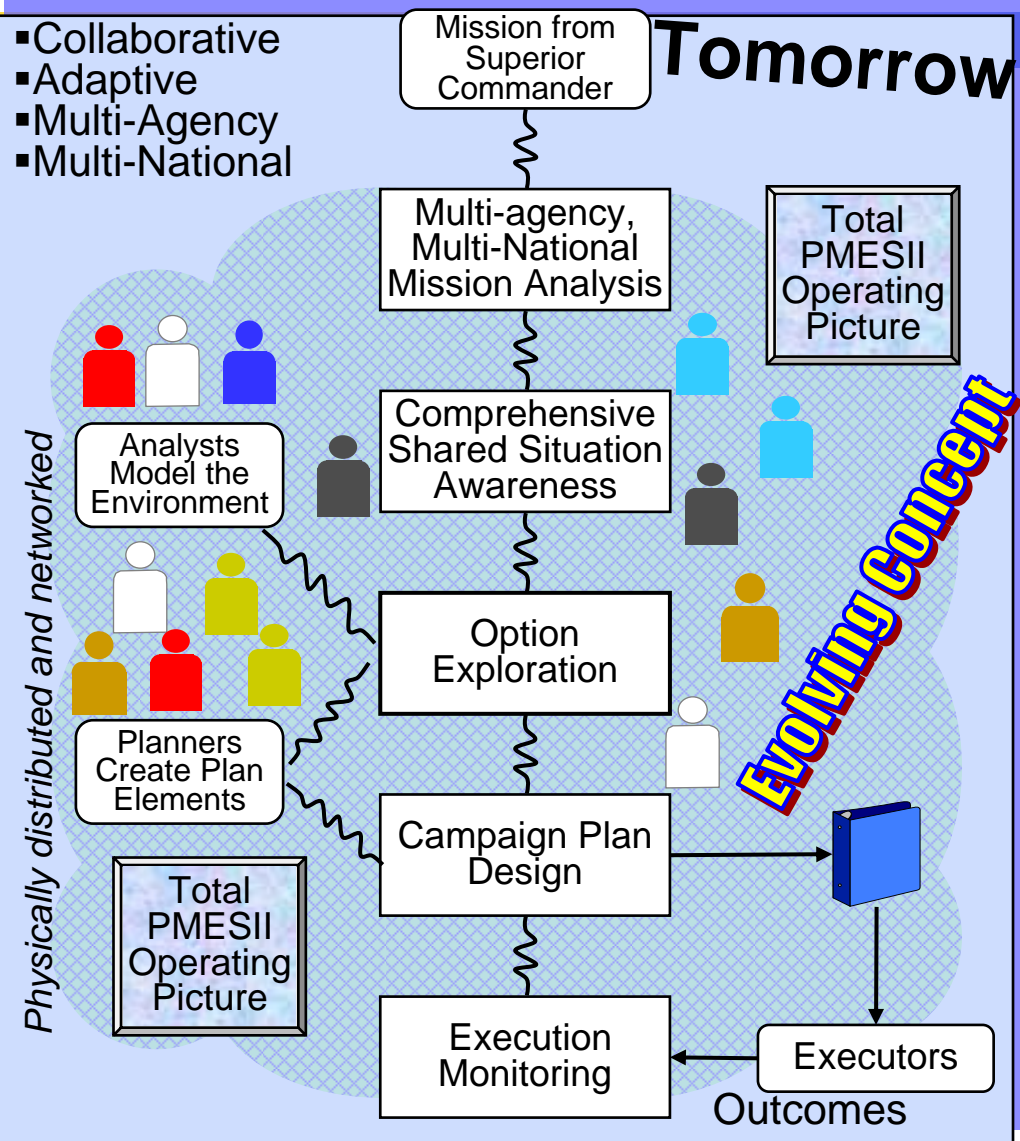 ▪Collaborative
▪Adaptive
▪Multi-Agency
▪Multi-National
Mission from
Superior
Commander
Tomorrow
Multi-agency,
Multi-National
Mission Analysis
Total
PMESII
Operating
Picture
Comprehensive
Shared Situation
Awareness
Analysts
Model the
Environment
Evolving Concept
Physically distributed and networked
Option
Exploration
Planners
Create Plan
Elements
Campaign Plan
Design
Total
PMESII
Operating
Picture
Execution
Monitoring
Executors
Outcomes